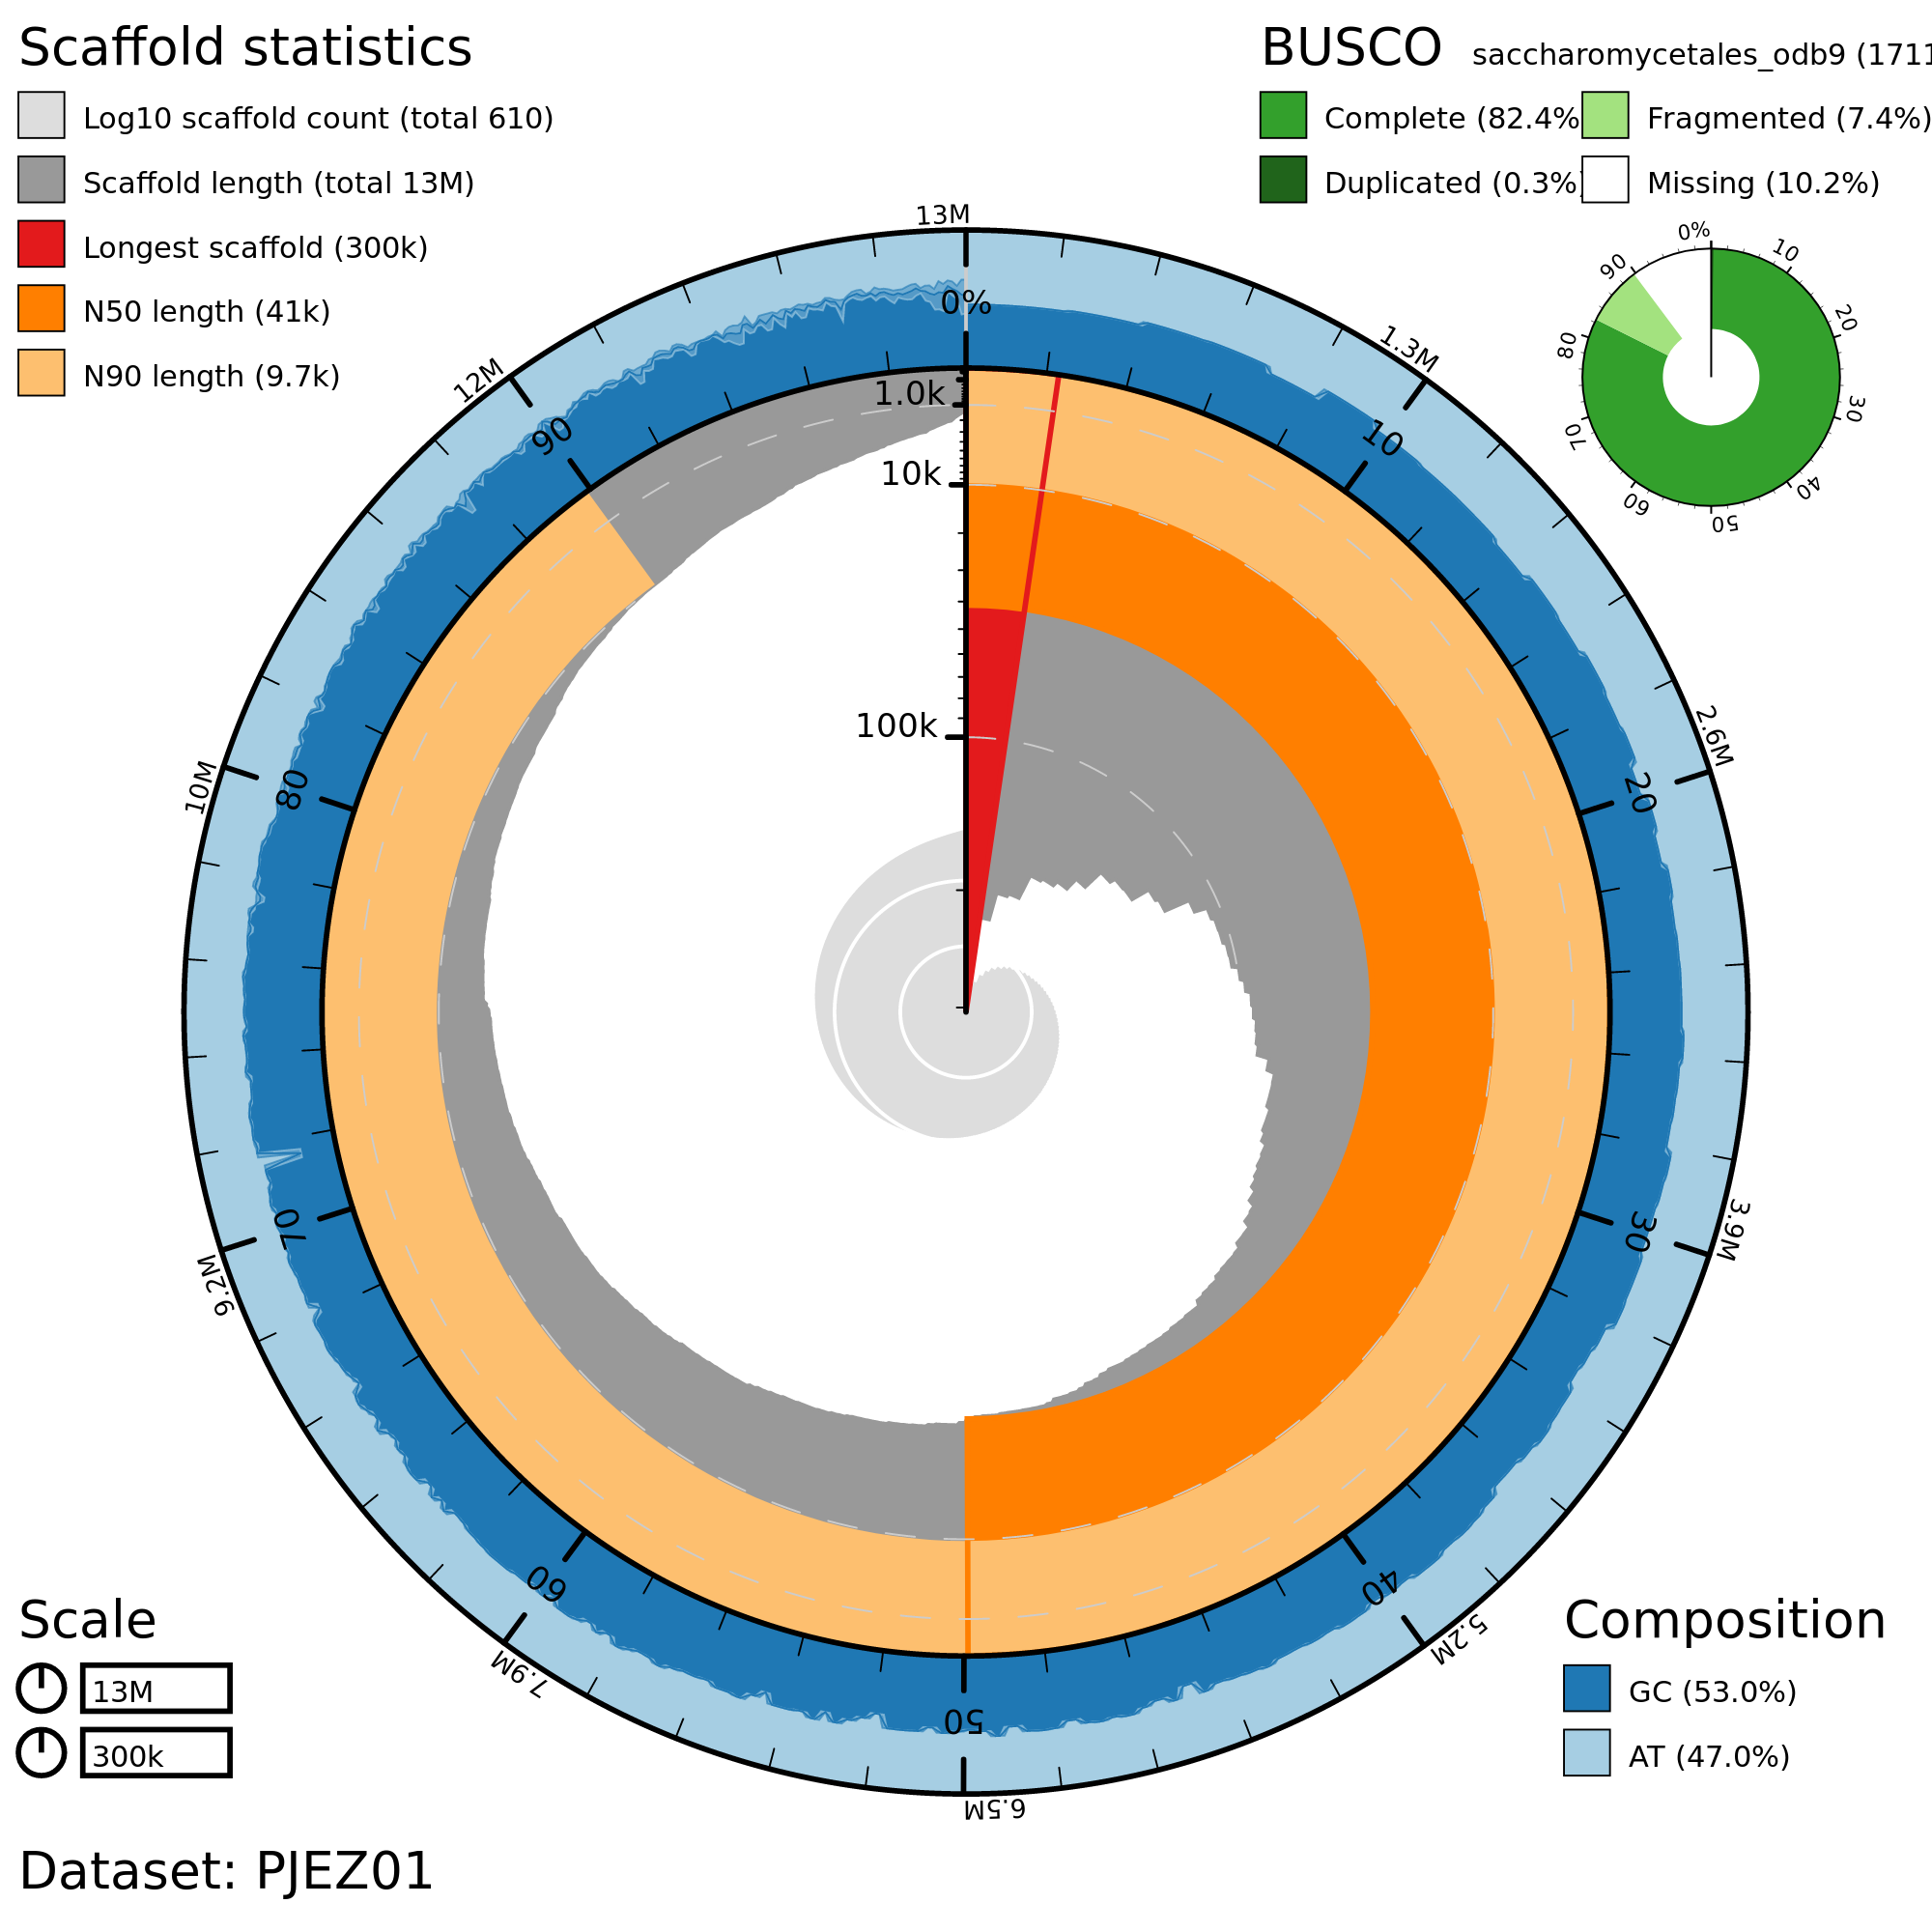 Scaffold statistics
Log10 scaffold count (total 610)
Scaffold length (total 13M)
Longest scaffold (300k)
N50 length (41k)
N90 length (9.7k)
BUSCO saccharomycetales_odb9 (1711
Complete (82.4% Fragmented (7.4%)
Duplicated (0.3%) Missing (10.2%)
0%
10
20
30
40
50
60
70
80
90
13M
1.3M
2.6M
3.9M
5.2M
6.5M
7.9M
9.2M
10M
12M
0%
10
20
30
40
50
60
70
80
90
1.0k
10k
100k
Scale
13M
300k
Composition
GC (53.0%)
AT (47.0%)
Dataset: PJEZ01